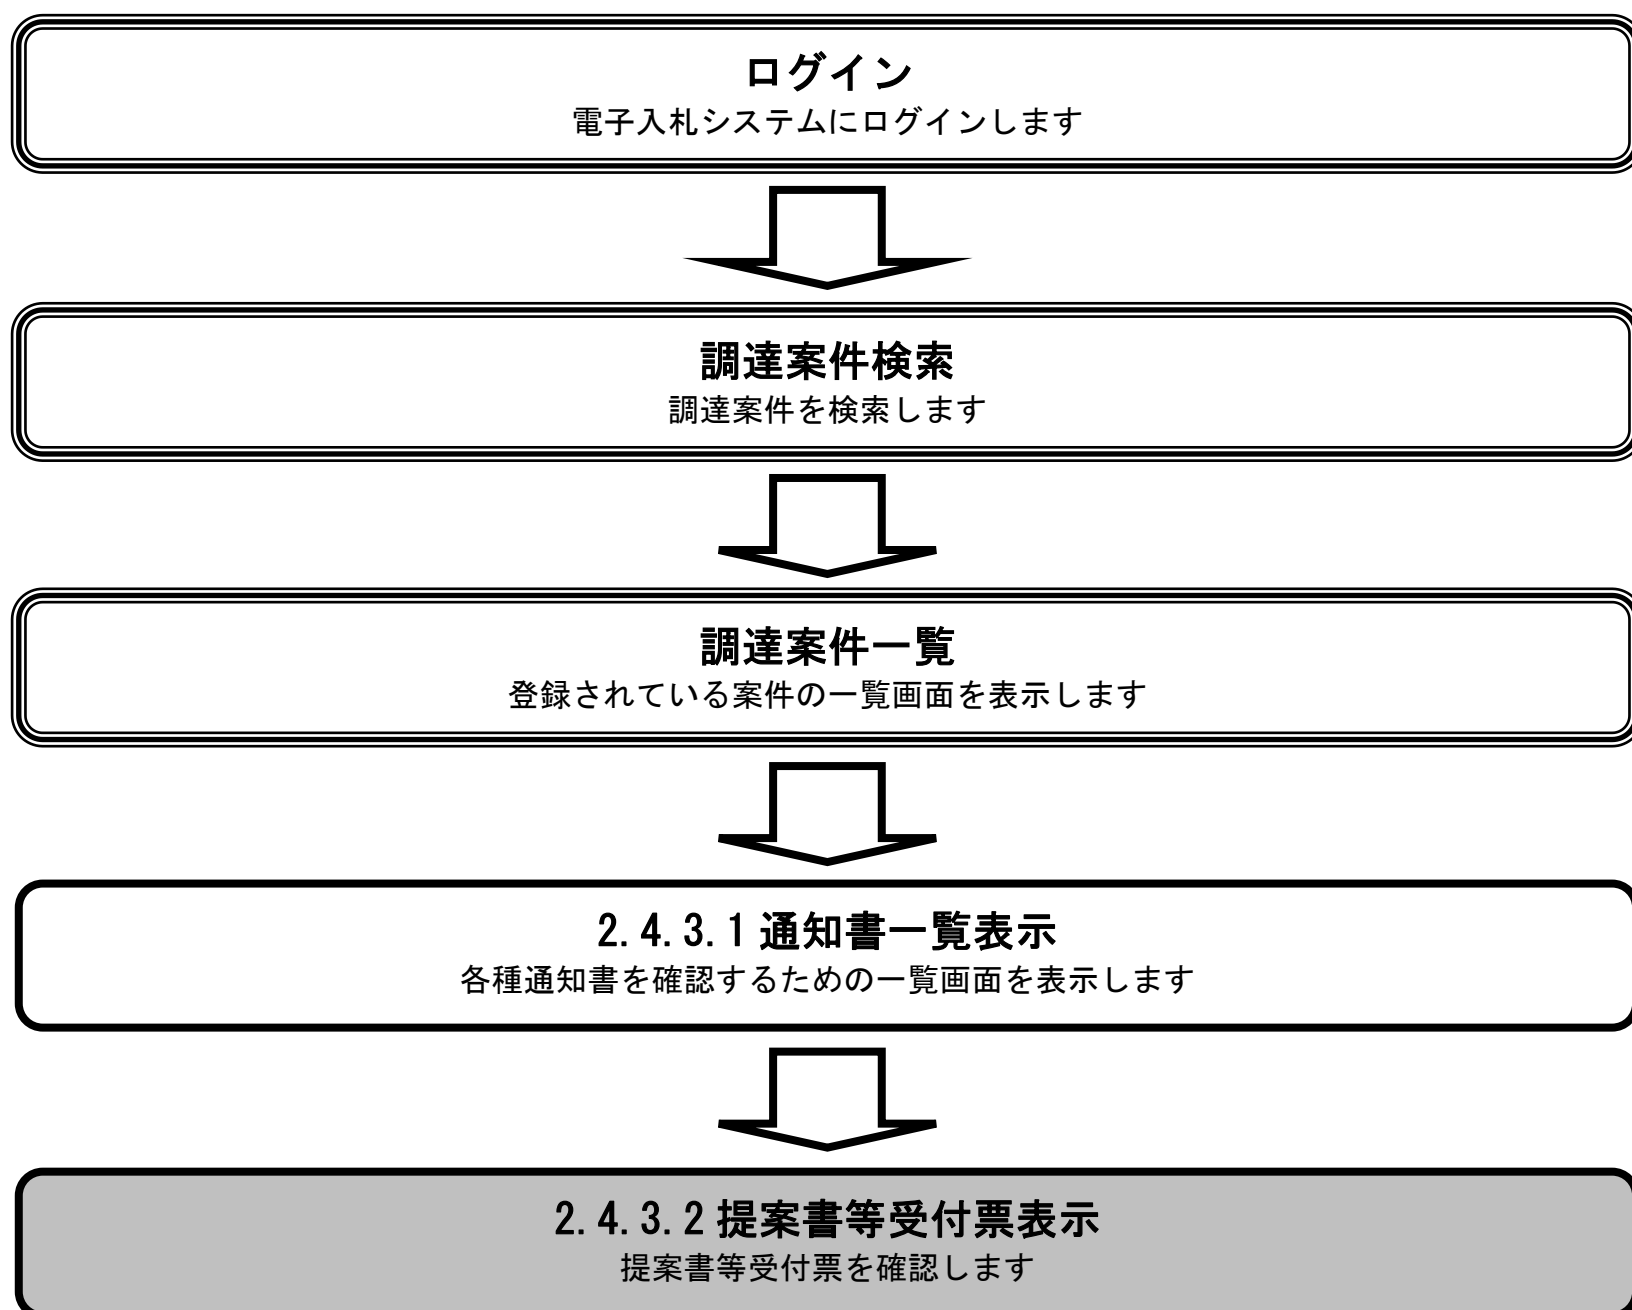 ログイン
電子入札システムにログインします
調達案件検索
調達案件を検索します
調達案件一覧
登録されている案件の一覧画面を表示します
2.4.3.1 通知書一覧表示
各種通知書を確認するための一覧画面を表示します
2.4.3.2 提案書等受付票表示
提案書等受付票を確認します